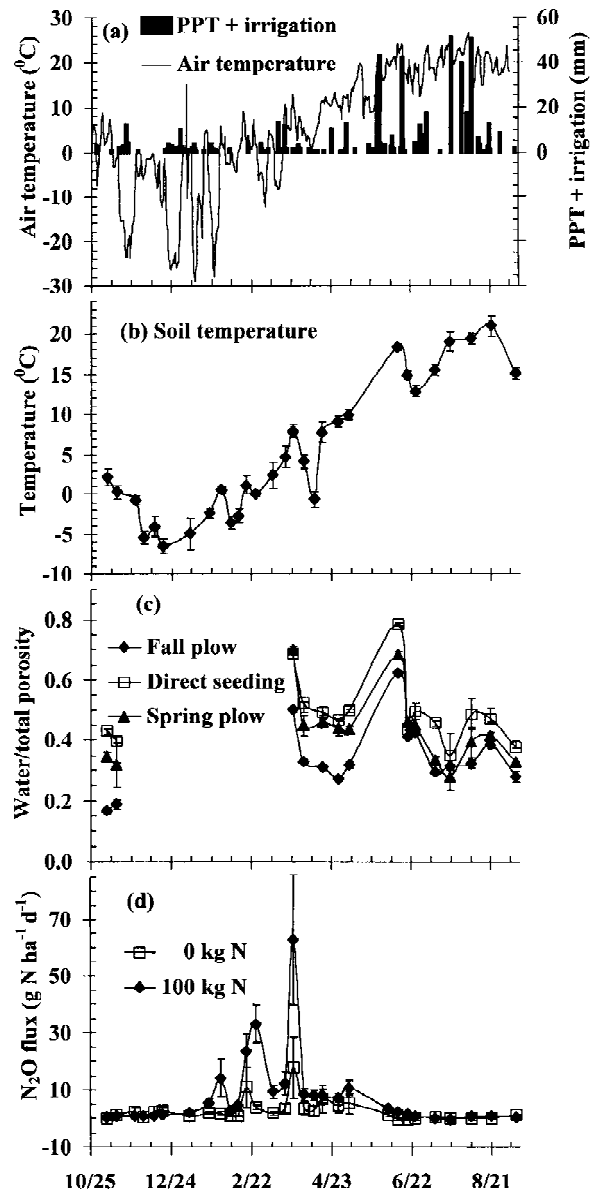 (a)
PPT + irrigation
Air temperature
Air temperature (⁰C)
30
20
10
0
-10
-20
-30
PPT + irrigation (mm)
60
40
20
0
(b) Soil temperature
Temperature (⁰C)
20
15
10
5
0
-5
-10
(c)
Fall plow
Direct seeding
Spring plow
Water/total porosity
0.8
0.6
0.4
0.2
0.0
(d)
0 kg N
100 kg N
N₂O flux (g N ha⁻¹ d⁻¹)
70
50
30
10
-10
10/25 12/24 2/22 4/23 6/22 8/21